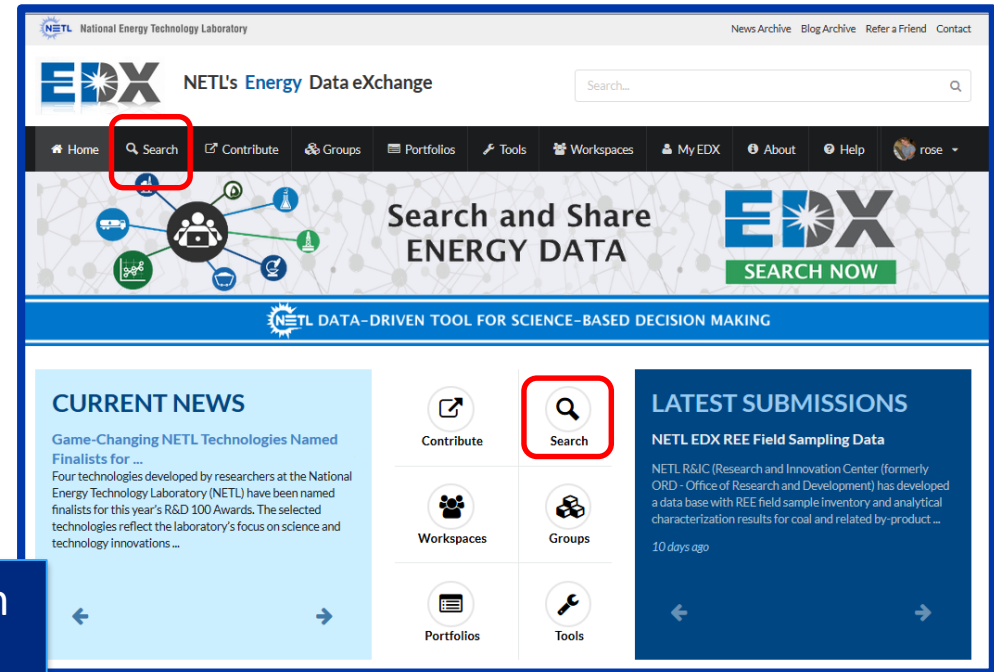 NETL National Energy Technology Laboratory
News Archive Blog Archive Refer a Friend Contact
EDX NETL's Energy Data eXchange
Search...
Home Search Contribute Groups Portfolios Tools Workspaces My EDX About Help rose
Search and Share
ENERGY DATA
EDX
SEARCH NOW
NETL DATA-DRIVEN TOOL FOR SCIENCE-BASED DECISION MAKING
CURRENT NEWS
Game-Changing NETL Technologies Named
Finalists for ...
Four technologies developed by researchers at the National
Energy Technology Laboratory (NETL) have been named
finalists for this year's R&D 100 Awards. The selected
technologies reflect the laboratory's focus on science and
technology innovations ...
Contribute
Search
Workspaces
Groups
Portfolios
Tools
LATEST SUBMISSIONS
NETL EDX REE Field Sampling Data
NETL R&IC (Research and Innovation Center (formerly
ORD - Office of Research and Development) has developed
a data base with REE field sample inventory and analytical
characterization results for coal and related by-product ...
10 days ago